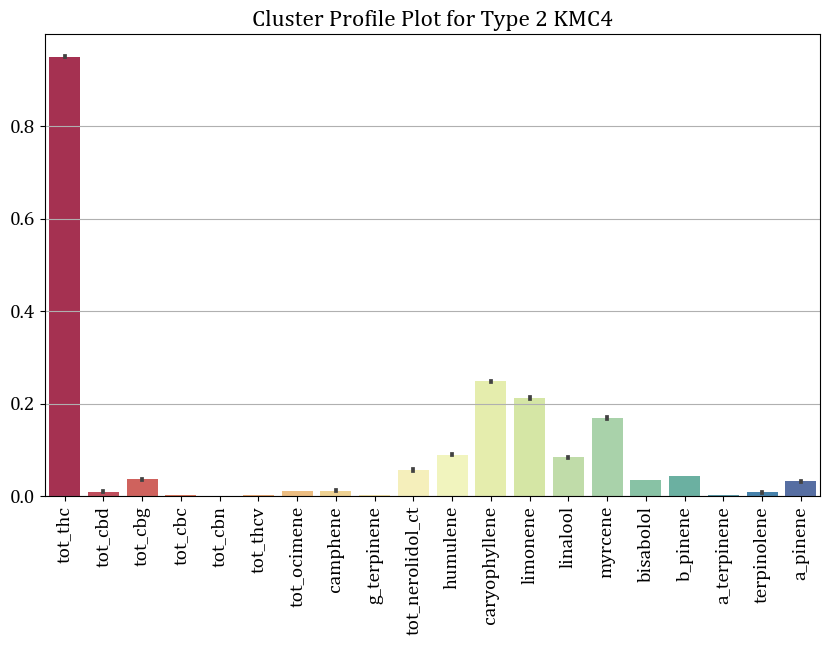 Cluster Profile Plot for Type 2 KMC4
0.8
0.6
0.4
0.2
0.0
tot_thc
tot_cbd
tot_cbg
tot_cbc
tot_cbn
tot_thcv
tot_ocimene
camphene
g_terpinene
tot_nerolidol_ct
humulene
caryophyllene
limonene
linalool
myrcene
bisabolol
b_pinene
a_terpinene
terpinolene
a_pinene